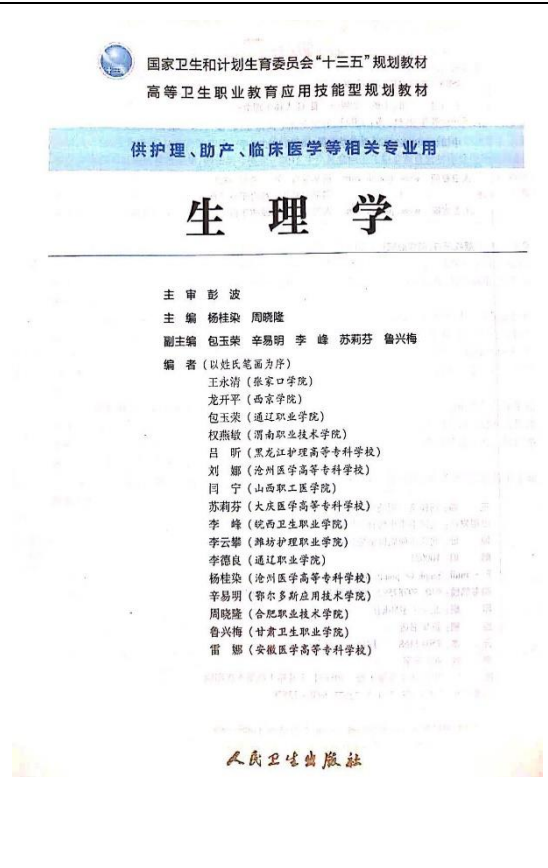 国家卫生和计划生育委员会“十三五”规划教材
高等卫生职业教育应用技能型规划教材
供护理、助产、临床医学等相关专业用
生理学
主 审 彭 波
主 编 杨桂染 周晓隆
副主编 包玉荣 辛易明 李 峰 苏莉芬 鲁兴梅
编 者（以姓氏笔画为序）
王永清（张家口学院）
龙开平（西京学院）
包玉荣（通辽职业学院）
权燕敏（渭南职业技术学院）
吕 昕（黑龙江护理高等专科学校）
刘 娜（沧州医学高等专科学校）
闫 宁（山西职工医学院）
苏莉芬（大庆医学高等专科学校）
李 峰（皖西卫生职业学院）
李云攀（潍坊护理职业学院）
李德良（通辽职业学院）
杨桂染（沧州医学高等专科学校）
辛易明（鄂尔多斯应用技术学院）
周晓隆（合肥职业技术学院）
鲁兴梅（甘肃卫生职业学院）
雷 娜（安徽医学高等专科学校）
人民卫生出版社